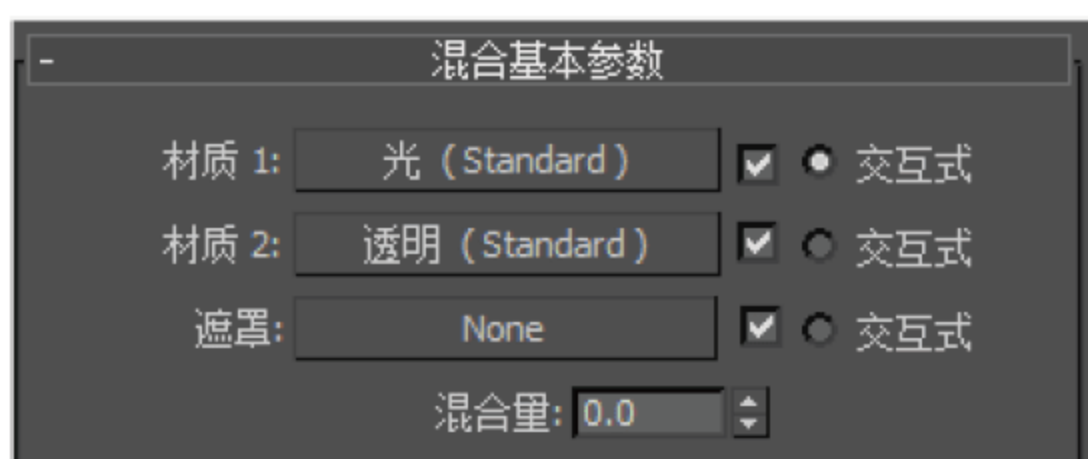 - 混合基本参数
材质 1: 光 ( Standard ) 交互式
材质 2: 透明 ( Standard ) 交互式
遮罩: None 交互式
混合量: 0.0